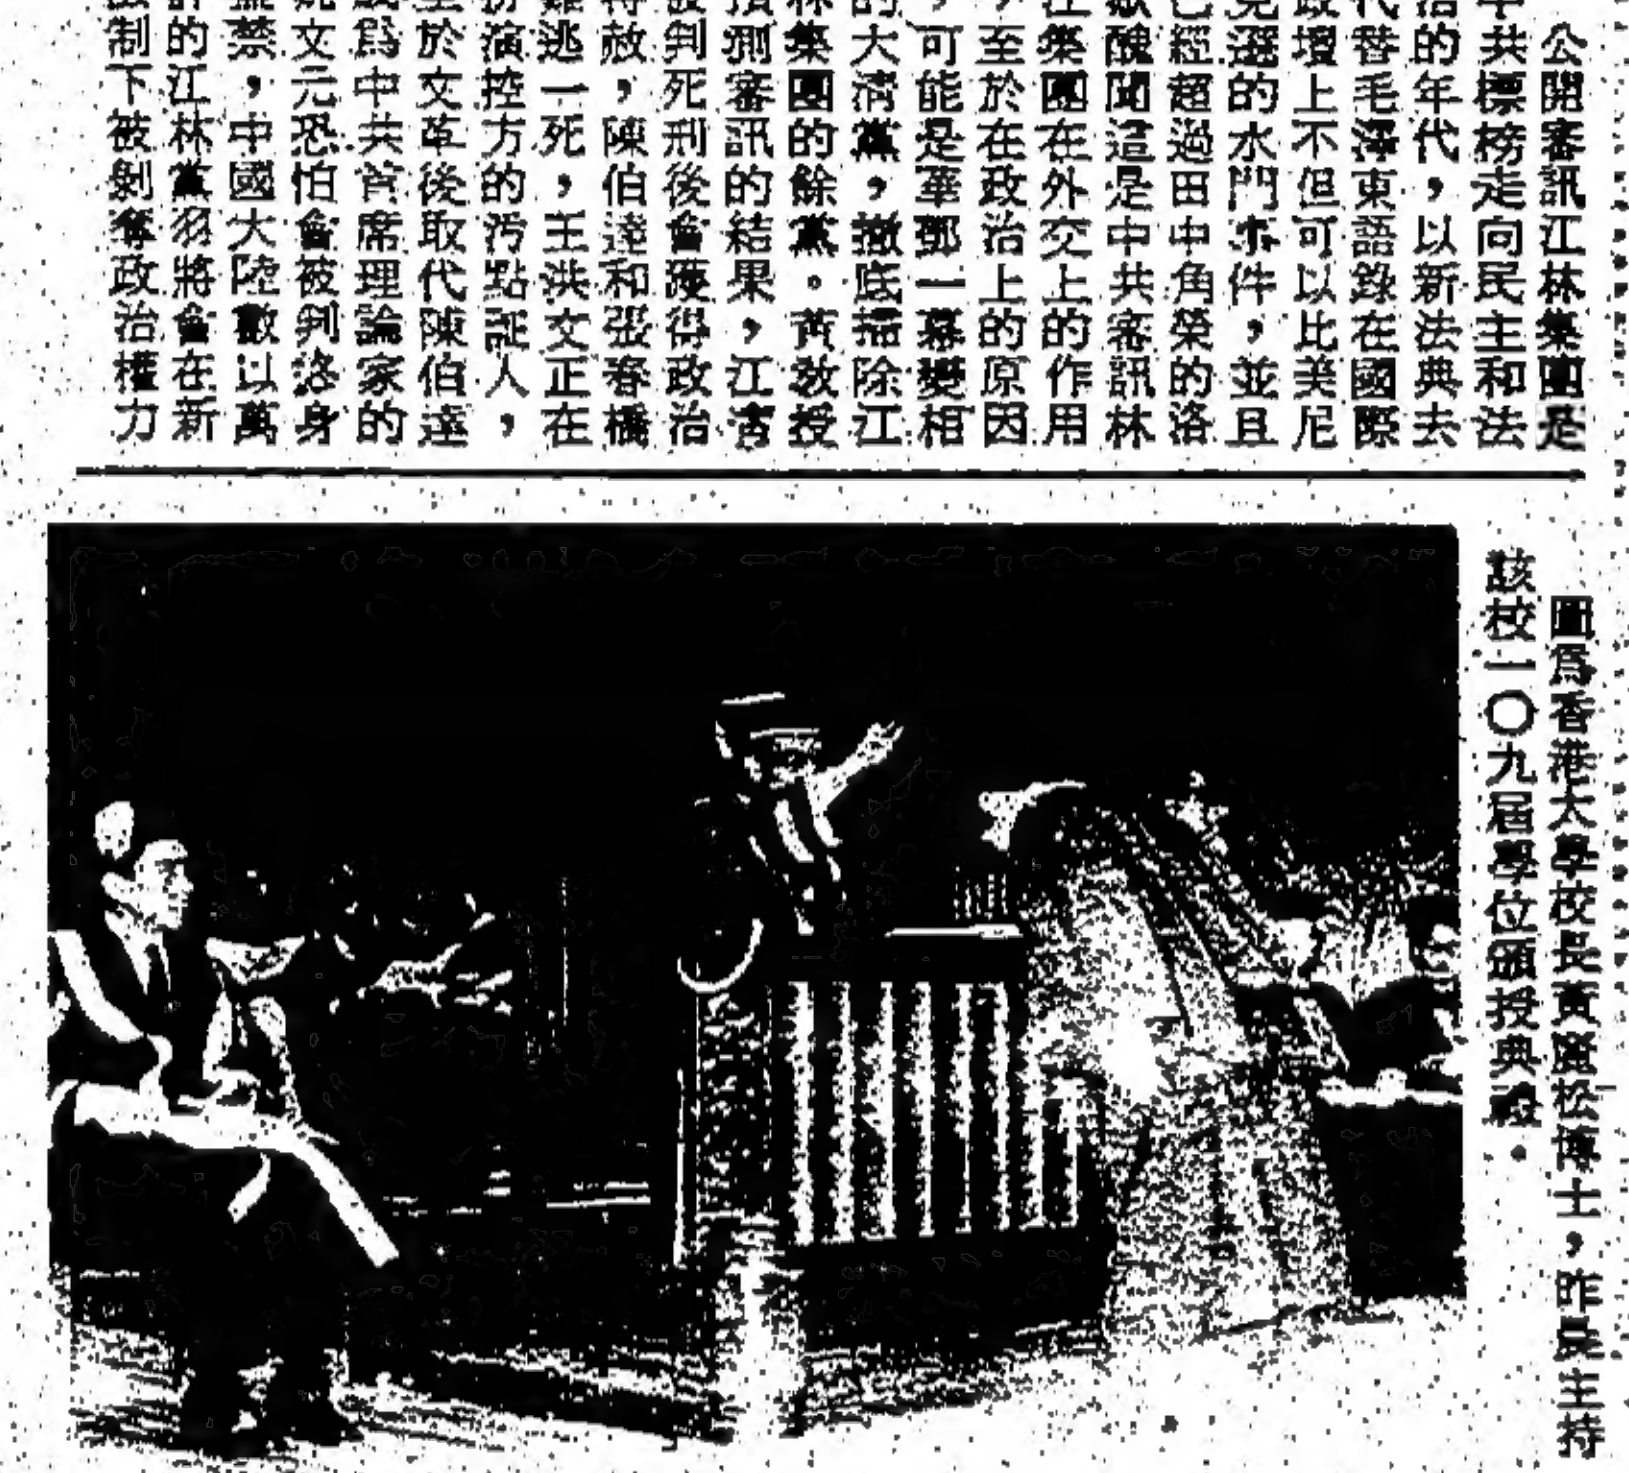 公開審訊江林集團是
中共標榜走向民主和法
治的年代，以新法典去
代替毛澤東語錄在國際
政壇上不但可以比美尼
克遜的水門事件，並且
已經超過田中角榮的洛
歇醜聞這是中共審訊林
江集團在外交上的作用
，至於在政治上的原因
，可能是華鄧一幕變相
的大清黨，撤底掃除江
林集團的餘黨。黃教授
預測審訊的結果，江青
被判死刑後會獲得政治
特赦，陳伯達和張春橋
難逃一死，王洪文正在
扮演控方的污點証人，
至於文革後取代陳伯達
成為中共首席理論家的
姚文元恐怕會被判洛身
監禁，中國大陸數以萬
計的江林黨羽將會在新
制下被剝奪政治權力
圖為香港大學校長黃麗松博士，昨晨主持
該校一〇九屆學位頒授典禮．